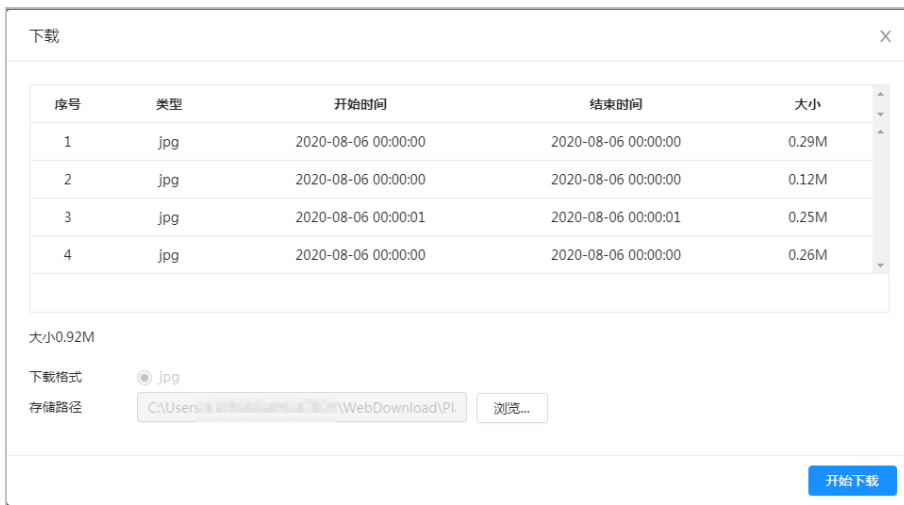 下载 X
序号 类型 开始时间 结束时间 大小
1 jpg 2020-08-06 00:00:00 2020-08-06 00:00:00 0.29M
2 jpg 2020-08-06 00:00:00 2020-08-06 00:00:00 0.12M
3 jpg 2020-08-06 00:00:01 2020-08-06 00:00:01 0.25M
4 jpg 2020-08-06 00:00:00 2020-08-06 00:00:00 0.26M
大小0.92M
下载格式 jpg
存储路径 C:\Users \WebDownload\Pl 浏览...
开始下载